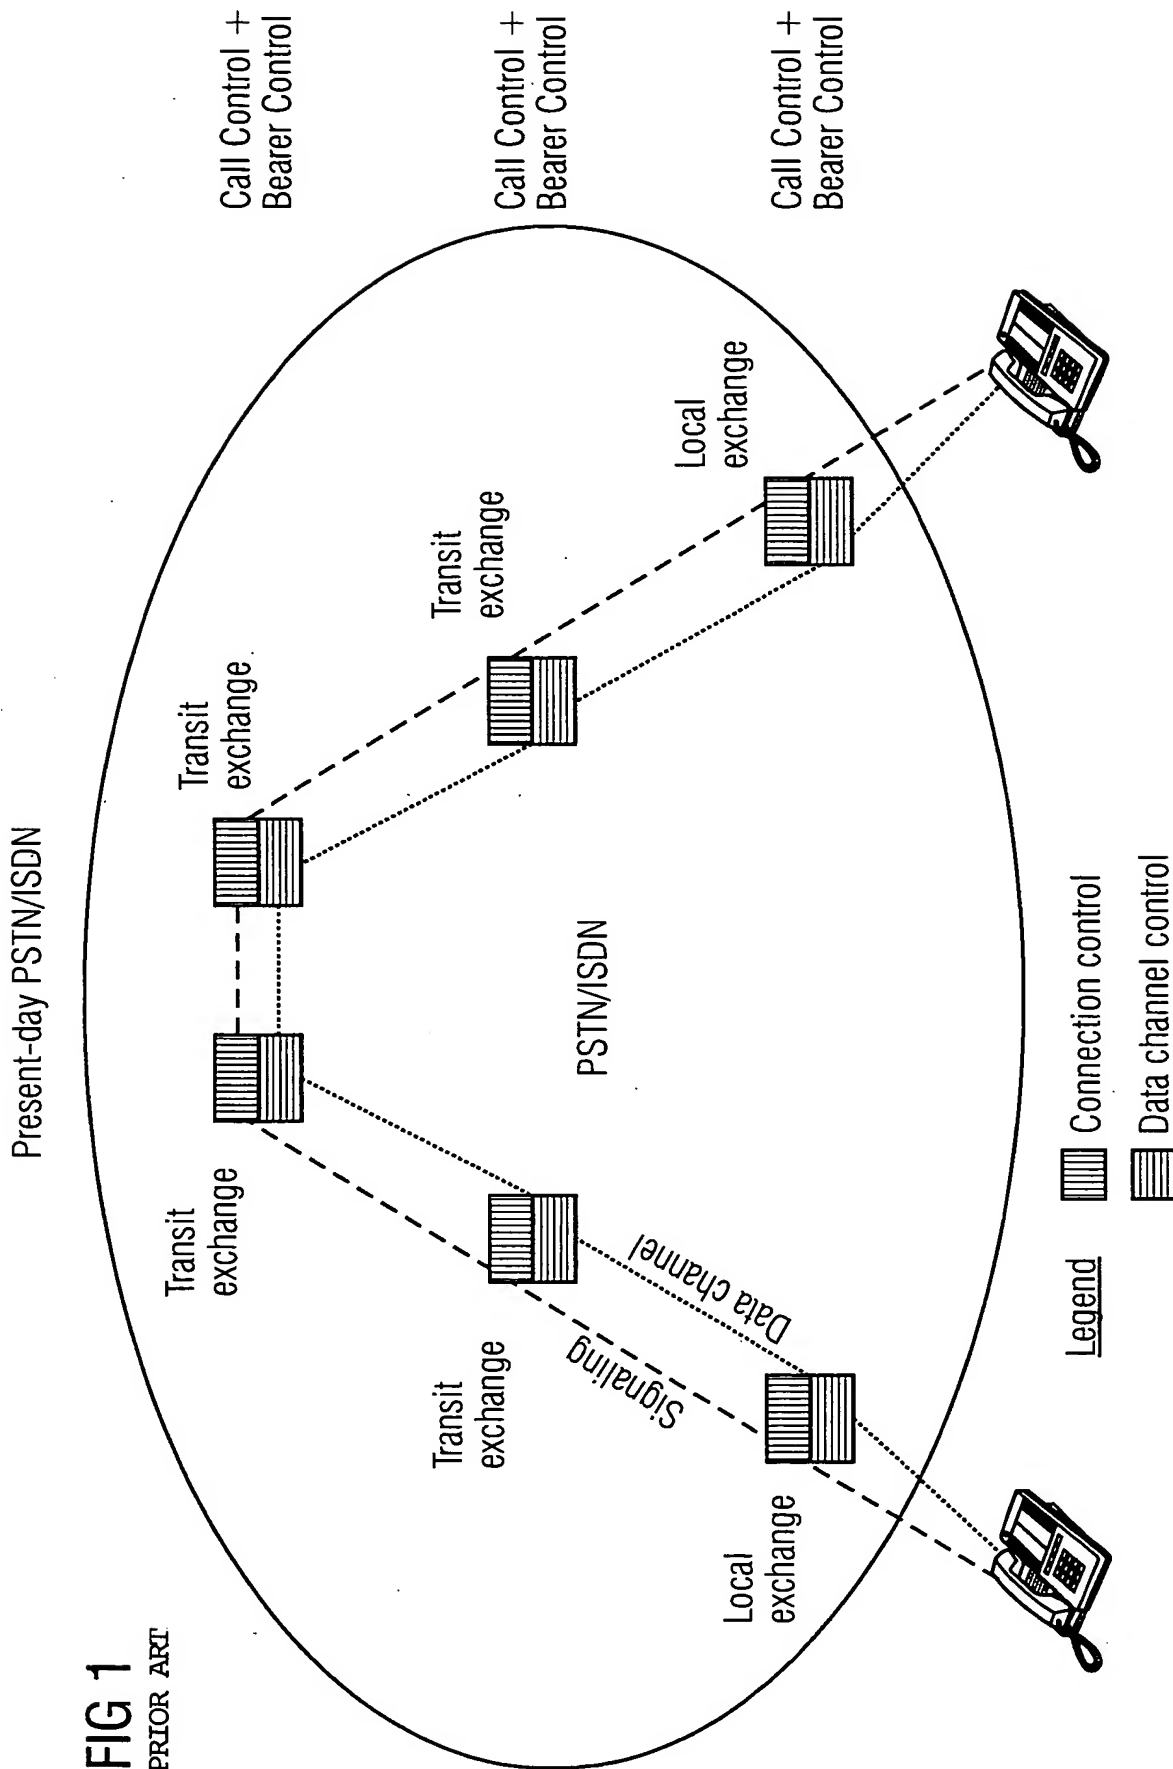 FIG 1
PRIOR ART
Present-day PSTN/ISDN
Call Control +
Bearer Control
Call Control +
Bearer Control
Call Control +
Bearer Control
Transit
exchange
Transit
exchange
Transit
exchange
Transit
exchange
Local
exchange
Local
exchange
Signaling
Data channel
PSTN/ISDN
Legend
Connection control
Data channel control